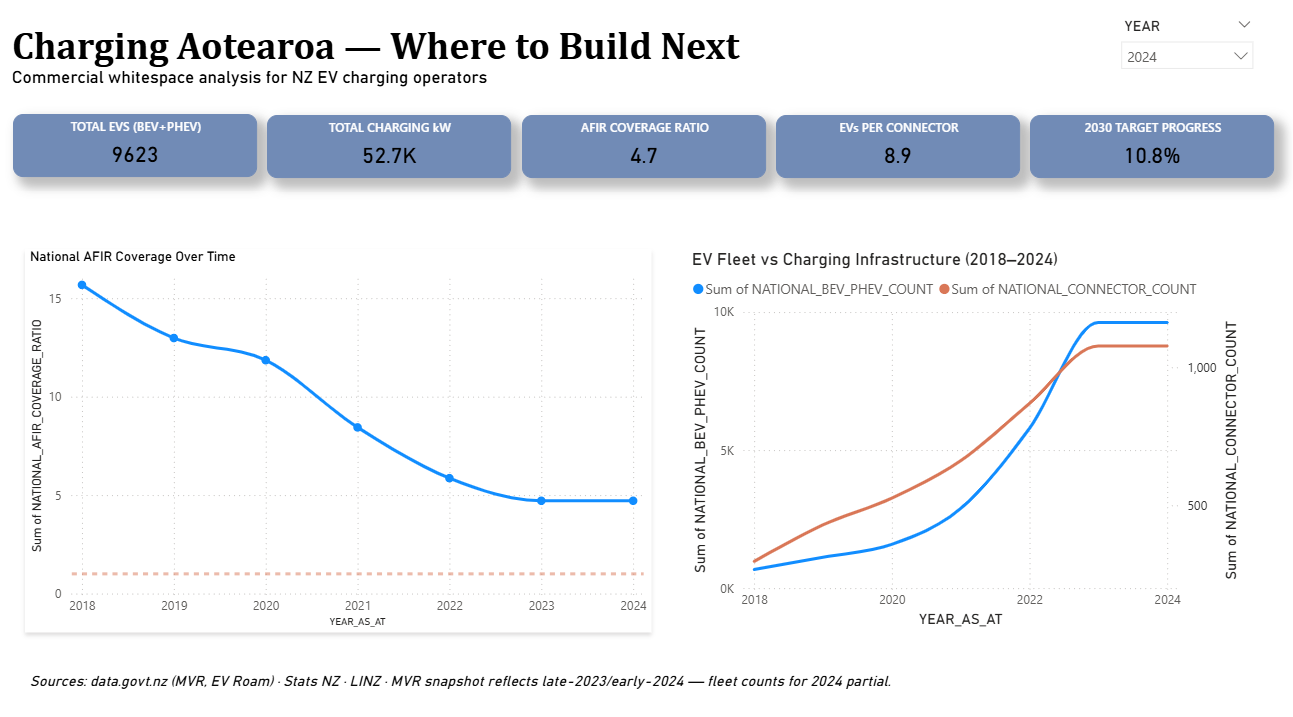 Charging Aotearoa — Where to Build Next
Commercial whitespace analysis for NZ EV charging operators
YEAR
2024
TOTAL EVS (BEV+PHEV)
9623
TOTAL CHARGING kW
52.7K
AFIR COVERAGE RATIO
4.7
EVs PER CONNECTOR
8.9
2030 TARGET PROGRESS
10.8%
National AFIR Coverage Over Time
Sum of NATIONAL_AFIR_COVERAGE_RATIO
15
10
5
0
2018 2019 2020 2021 2022 2023 2024
YEAR_AS_AT
EV Fleet vs Charging Infrastructure (2018–2024)
Sum of NATIONAL_BEV_PHEV_COUNT Sum of NATIONAL_CONNECTOR_COUNT
Sum of NATIONAL_BEV_PHEV_COUNT
10K
5K
0K
1,000
500
Sum of NATIONAL_CONNECTOR_COUNT
2018 2020 2022 2024
YEAR_AS_AT
Sources: data.govt.nz (MVR, EV Roam) · Stats NZ · LINZ · MVR snapshot reflects late-2023/early-2024 — fleet counts for 2024 partial.